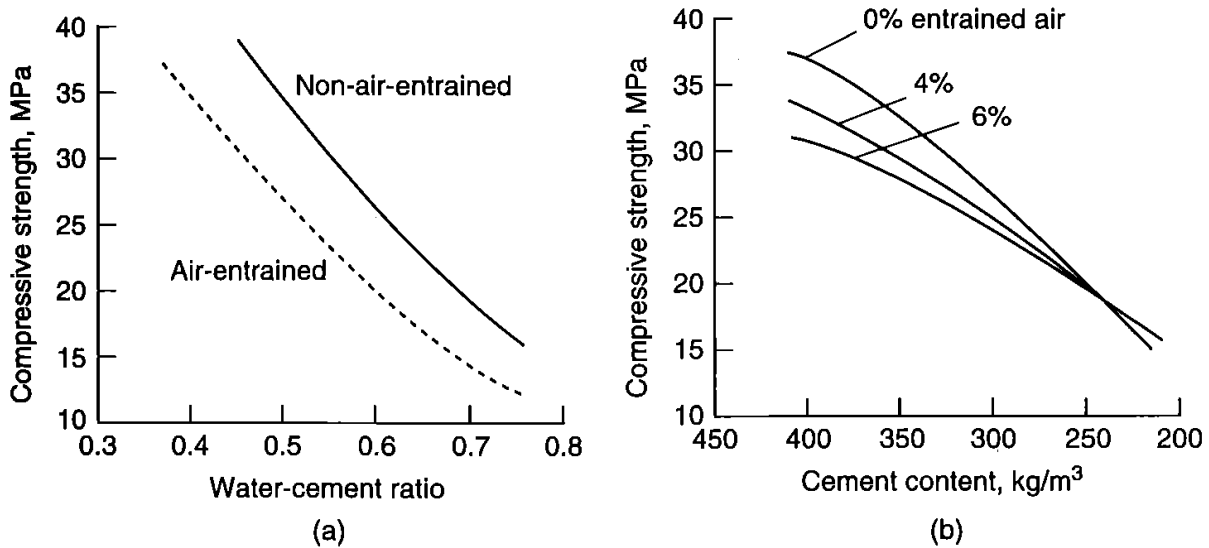 Compressive strength, MPa
40
35
30
25
20
15
10
Non-air-entrained
Air-entrained
0.3 0.4 0.5 0.6 0.7 0.8
Water-cement ratio
(a)
Compressive strength, MPa
40
35
30
25
20
15
10
0% entrained air
4%
6%
450 400 350 300 250 200
Cement content, kg/m³
(b)